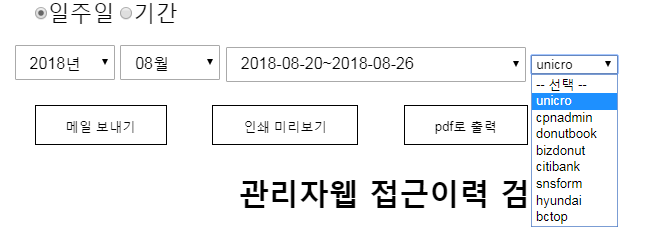 일주일 기간
2018년 08월 2018-08-20~2018-08-26 unicro
-- 선택 --
unicro
cpnadmin
donutbook
bizdonut
citibank
snsform
hyundai
bctop
메일 보내기 인쇄 미리보기 pdf로 출력
관리자웹 접근이력 검